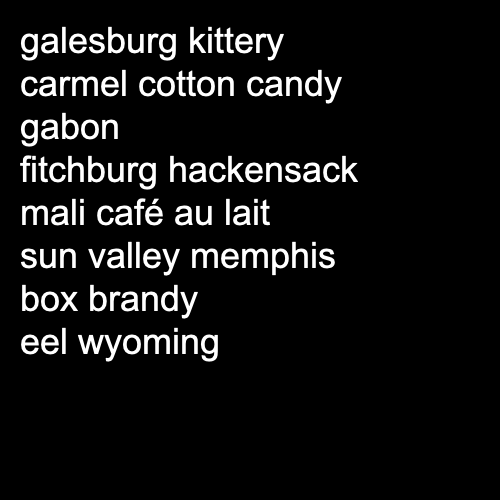 galesburg kittery
carmel cotton candy
gabon
fitchburg hackensack
mali café au lait
sun valley memphis
box brandy
eel wyoming